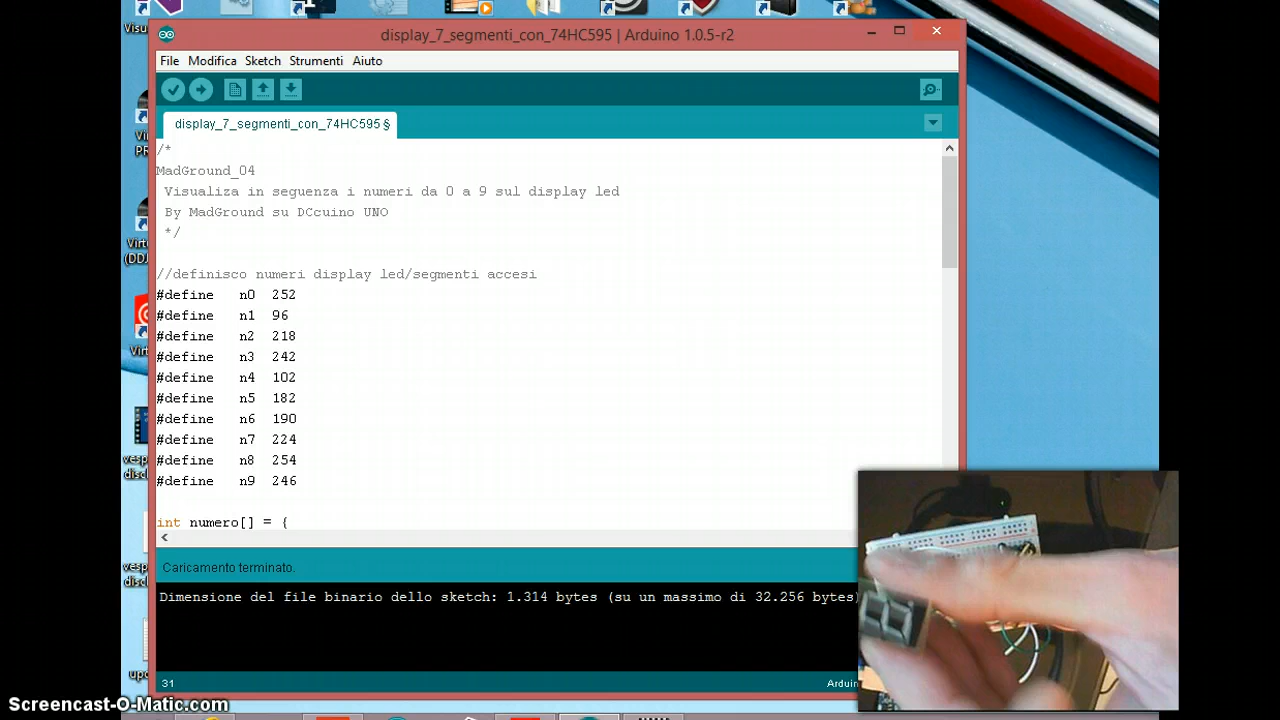 Visu
display_7_segmenti_con_74HC595 | Arduino 1.0.5-r2
File Modifica Sketch Strumenti Aiuto
display_7_segmenti_con_74HC595 §
/*
MadGround_04
Visualiza in seguenza i numeri da 0 a 9 sul display led
By MadGround su DCcuino UNO
*/
//definisco numeri display led/segmenti accesi
#define n0 252
#define n1 96
#define n2 218
#define n3 242
#define n4 102
#define n5 182
#define n6 190
#define n7 224
#define n8 254
#define n9 246
int numero[] = {
Caricamento terminato.
Dimensione del file binario dello sketch: 1.314 bytes (su un massimo di 32.256 bytes)
31
Arduin
Screencast-O-Matic.com